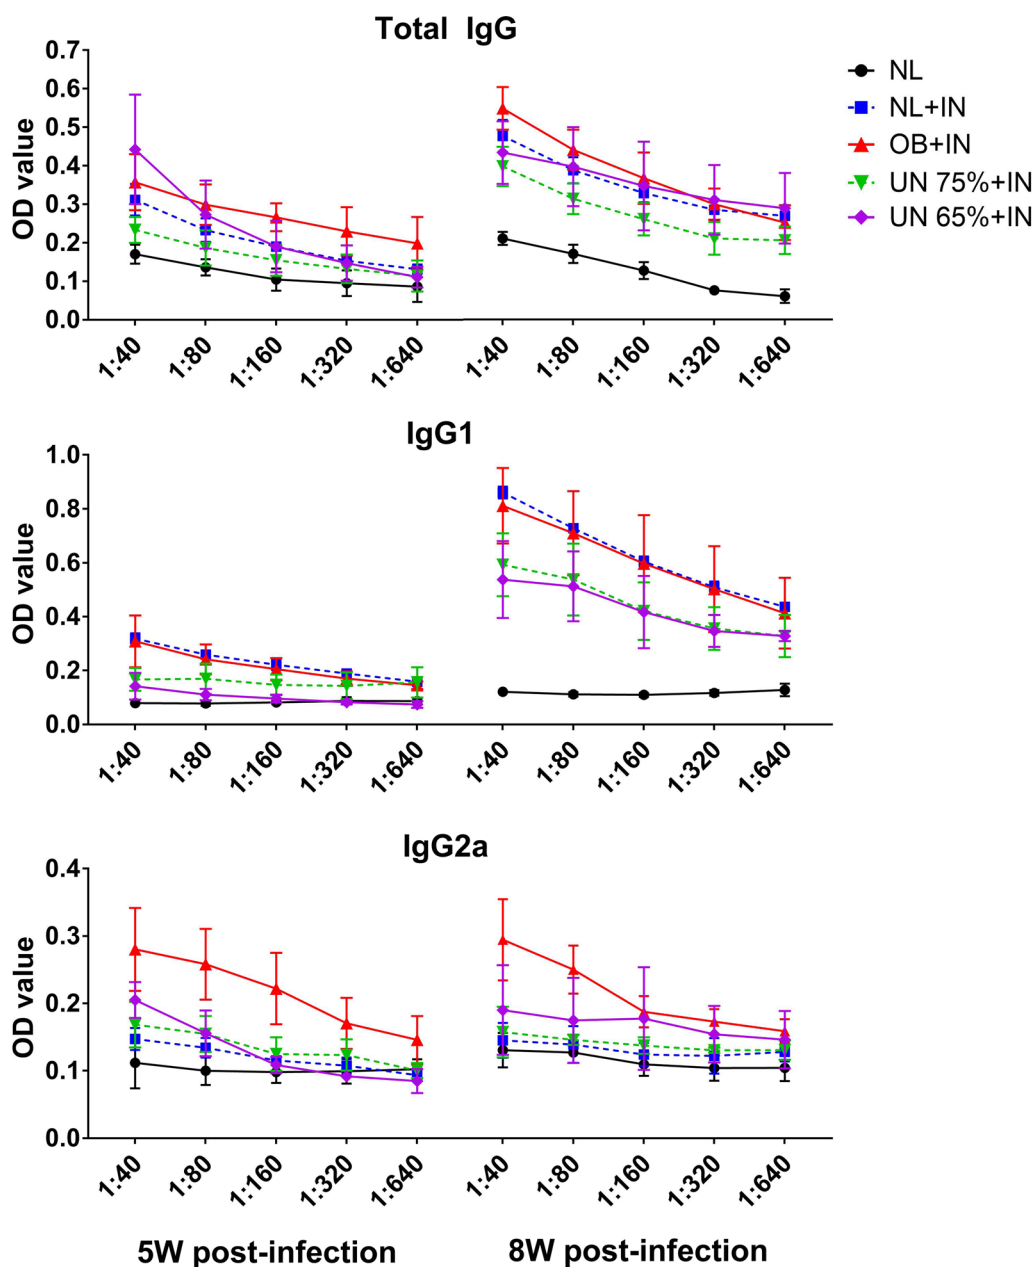 Total IgG
OD value
0.7
0.6
0.5
0.4
0.3
0.2
0.1
0.0
1:40 1:80 1:160 1:320 1:640 1:40 1:80 1:160 1:320 1:640
NL
NL+IN
OB+IN
UN 75%+IN
UN 65%+IN
IgG1
OD value
1.0
0.8
0.6
0.4
0.2
0.0
1:40 1:80 1:160 1:320 1:640 1:40 1:80 1:160 1:320 1:640
IgG2a
OD value
0.4
0.3
0.2
0.1
0.0
1:40 1:80 1:160 1:320 1:640 1:40 1:80 1:160 1:320 1:640
5W post-infection 8W post-infection